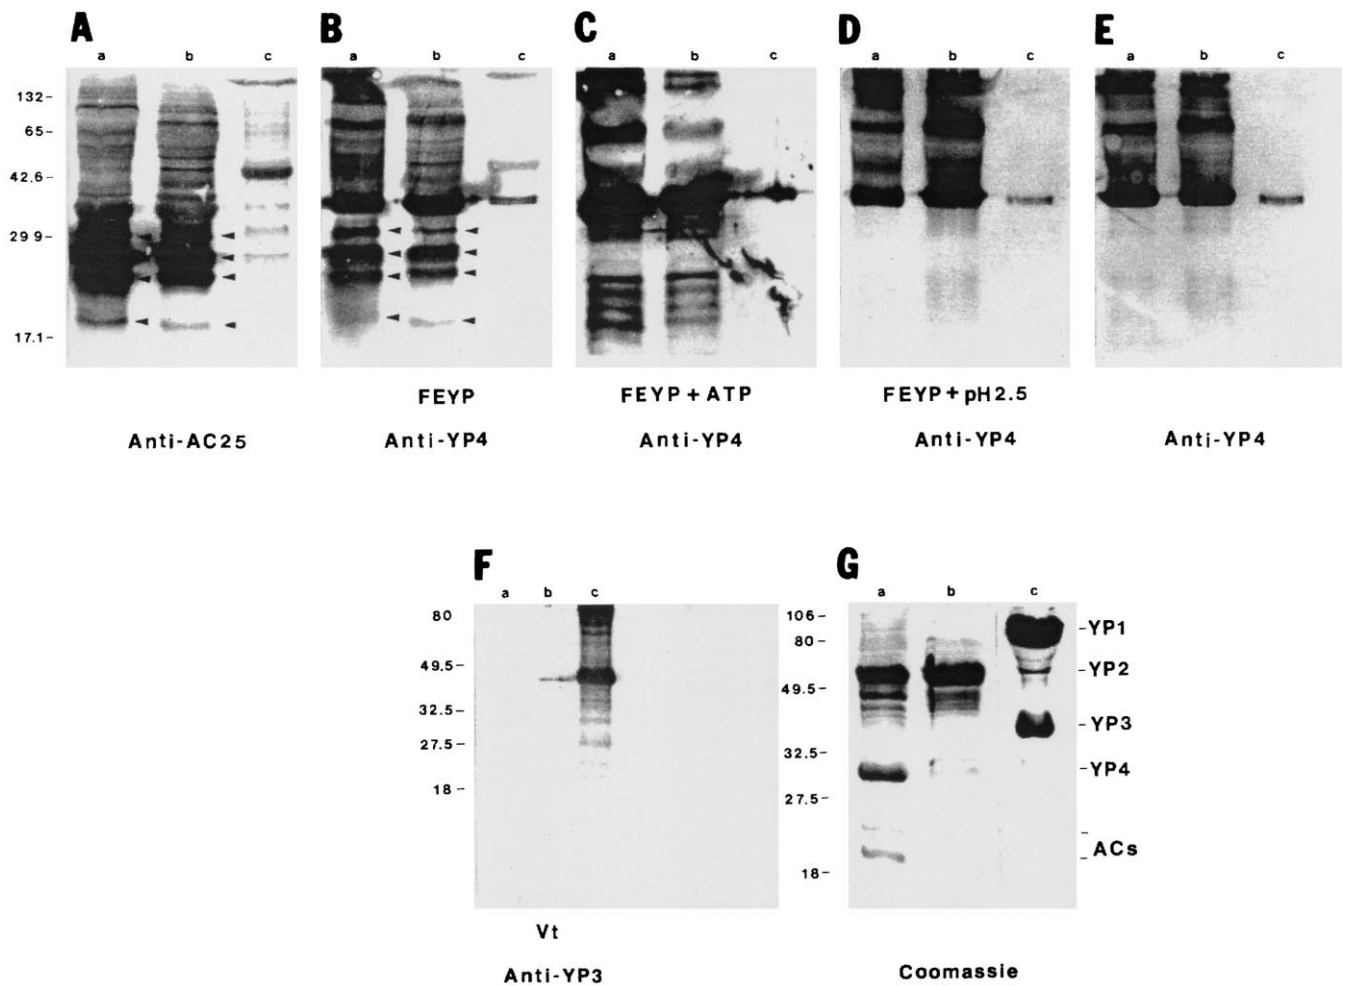 A B C D E
a b c a b c a b c a b c a b c
132-
65-
42.6-
29.9-
17.1-
FEYP FEYP + ATP FEYP + pH2.5
Anti-AC25 Anti-YP4 Anti-YP4 Anti-YP4 Anti-YP4
F G
a b c a b c
80 106- -YP1
80-
49.5- -YP2
49.5-
32.5- -YP3
32.5-
27.5- -YP4
27.5-
18-
ACs
18-
Vt
Anti-YP3 Coomassie